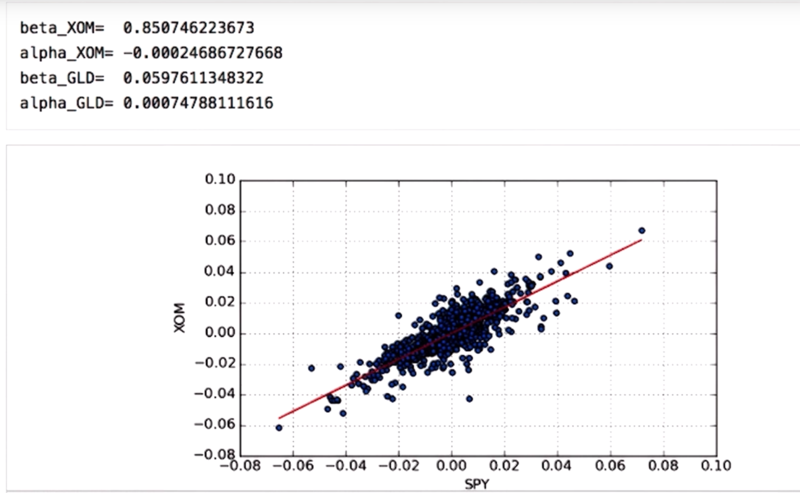 beta_XOM= 0.850746223673
alpha_XOM= -0.00024686727668
beta_GLD= 0.0597611348322
alpha_GLD= 0.00074788111616
0.10
0.08
0.06
0.04
0.02
0.00
−0.02
−0.04
−0.06
−0.08
XOM
−0.08 −0.06 −0.04 −0.02 0.00 0.02 0.04 0.06 0.08 0.10
SPY